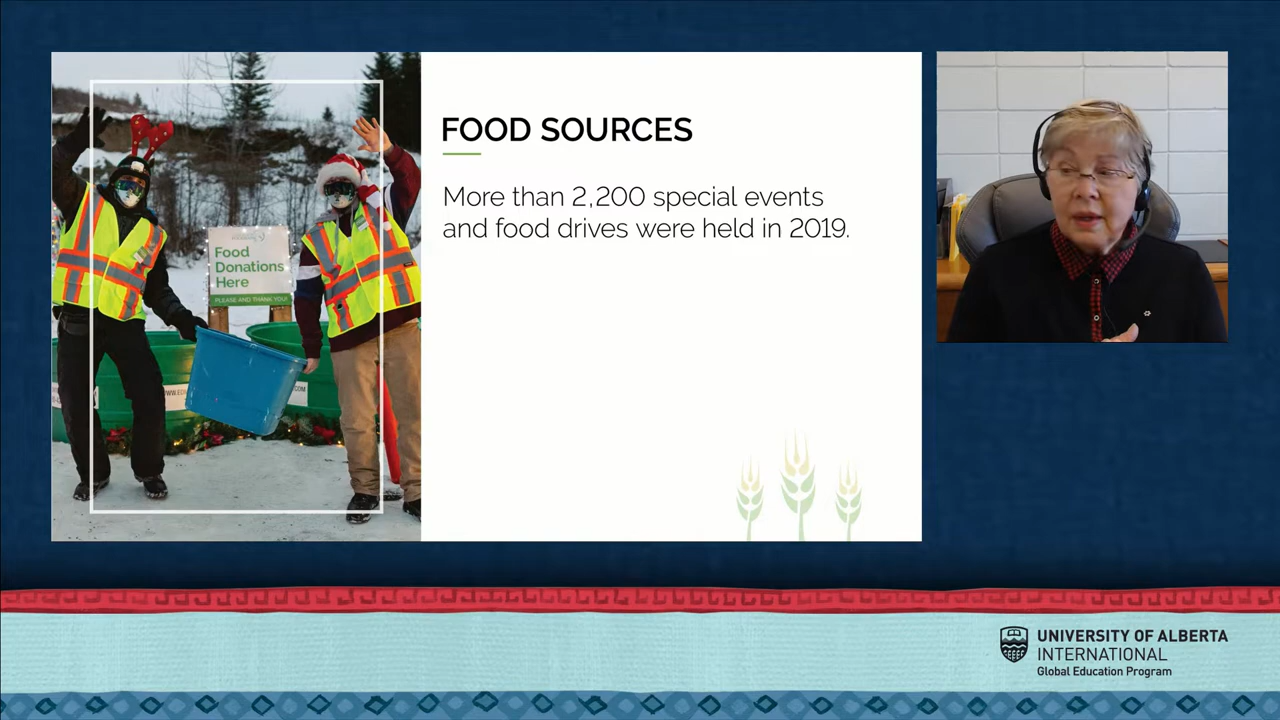 FOOD SOURCES
More than 2,200 special events
and food drives were held in 2019.
Food
Donations
Here
PLEASE AND THANK YOU!
UNIVERSITY OF ALBERTA
INTERNATIONAL
Global Education Program